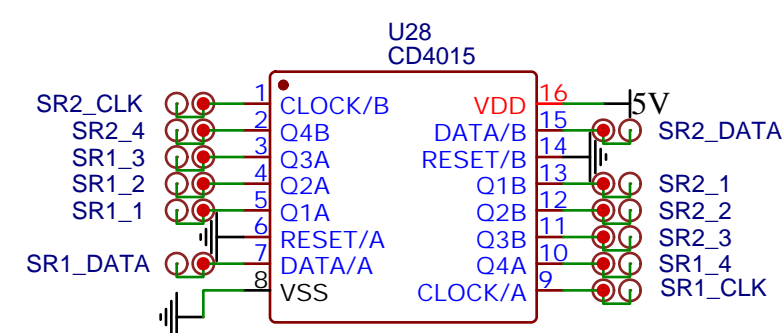 U28
CD4015
SR2_CLK 1 CLOCK/B VDD 16 5V
SR2_4 2 Q4B DATA/B 15 SR2_DATA
SR1_3 3 Q3A RESET/B 14
SR1_2 4 Q2A Q1B 13 SR2_1
SR1_1 5 Q1A Q2B 12 SR2_2
6 RESET/A Q3B 11 SR2_3
SR1_DATA 7 DATA/A Q4A 10 SR1_4
8 VSS CLOCK/A 9 SR1_CLK